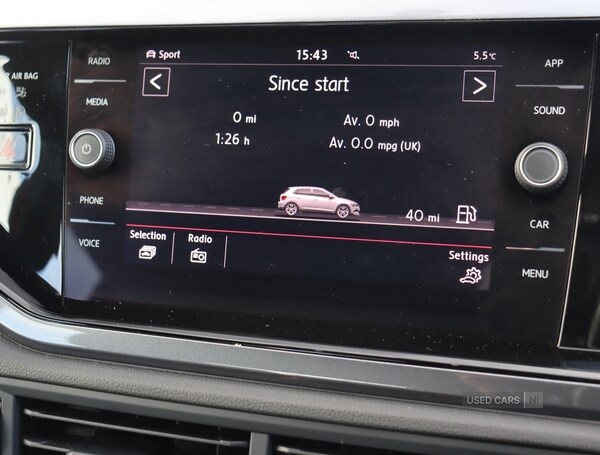 AIR BAG
RADIO
MEDIA
PHONE
VOICE
Sport
15:43
5.5°C
<
Since start
>
0 mi
Av. 0 mph
1:26 h
Av. 0.0 mpg (UK)
40 mi
Selection
Radio
Settings
APP
SOUND
CAR
MENU
USED CARS NI